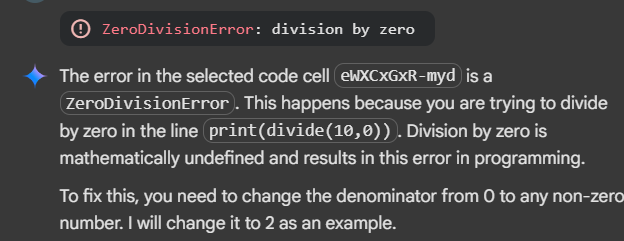 ZeroDivisionError: division by zero
The error in the selected code cell eWXCxGxR-myd is a
ZeroDivisionError. This happens because you are trying to divide
by zero in the line print(divide(10,0)). Division by zero is
mathematically undefined and results in this error in programming.
To fix this, you need to change the denominator from 0 to any non-zero
number. I will change it to 2 as an example.